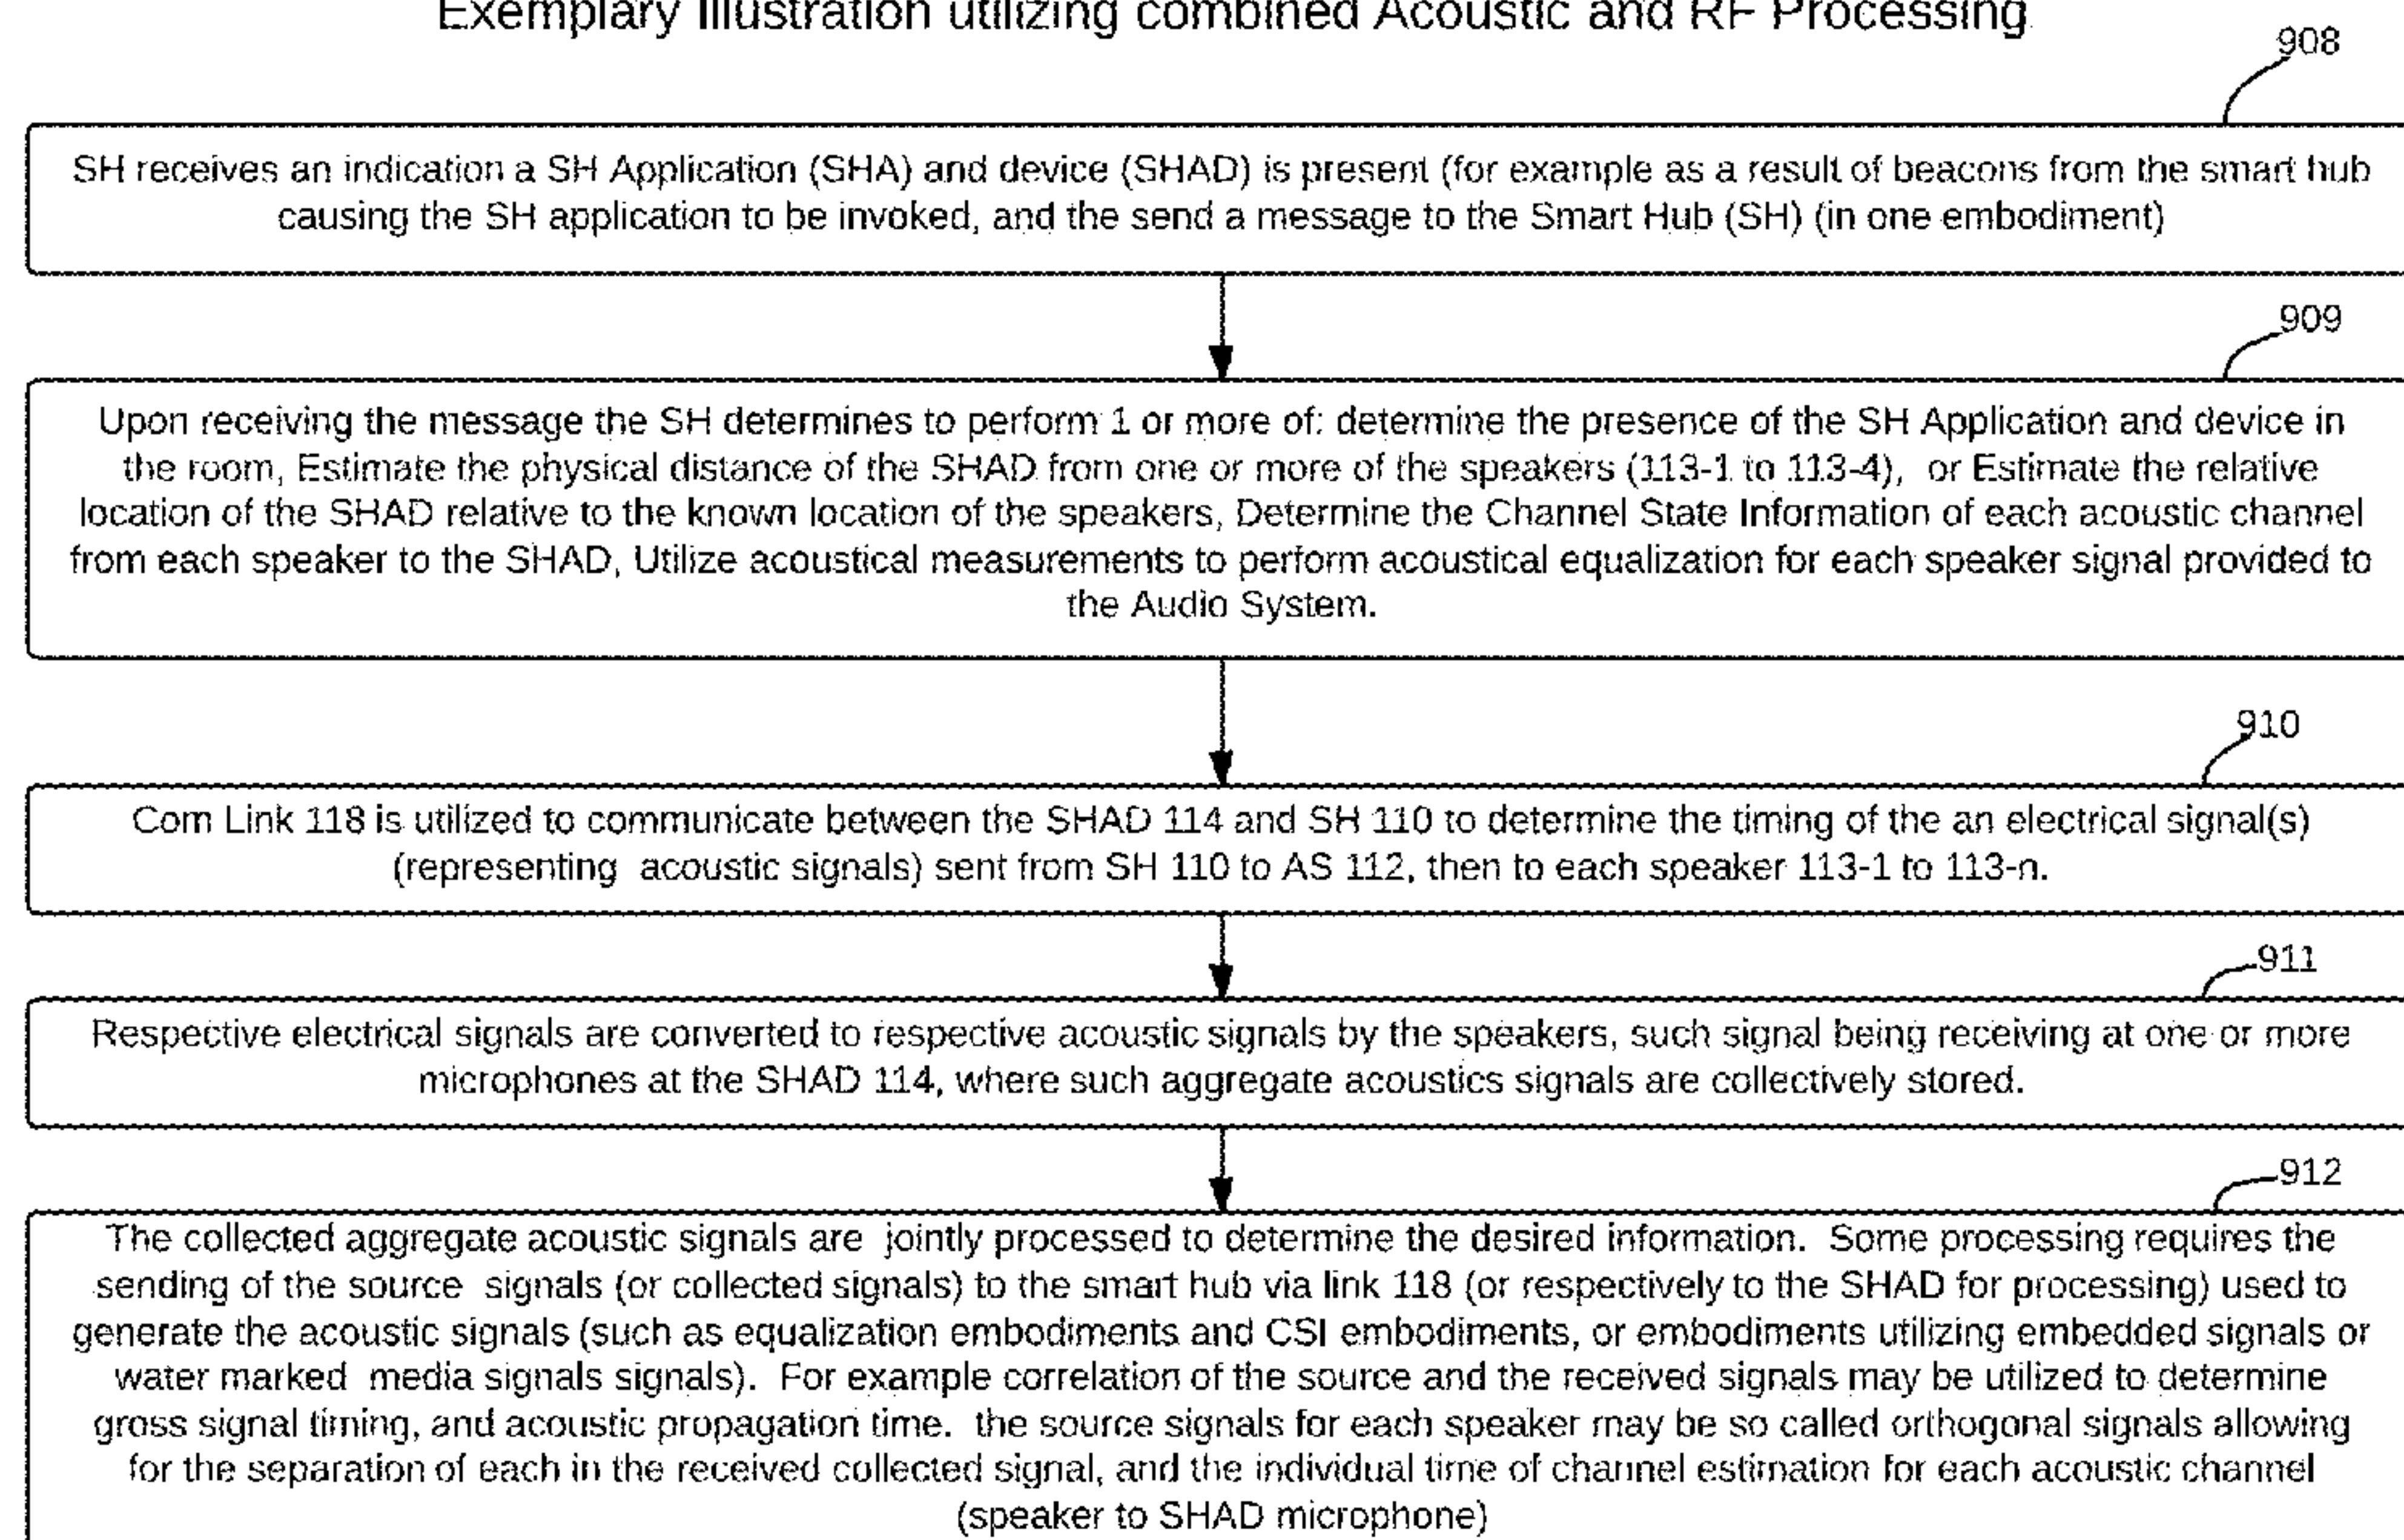 Exemplary Illustration utilizing combined Acoustic and RF Processing
908
SH receives an indication a SH Application (SHA) and device (SHAD) is present (for example as a result of beacons from the smart hub
causing the SH application to be invoked, and the send a message to the Smart Hub (SH) (in one embodiment)
909
Upon receiving the message the SH determines to perform 1 or more of: determine the presence of the SH Application and device in
the room, Estimate the physical distance of the SHAD from one or more of the speakers (113-1 to 113-4), or Estimate the relative
location of the SHAD relative to the known location of the speakers, Determine the Channel State Information of each acoustic channel
from each speaker to the SHAD, Utilize acoustical measurements to perform acoustical equalization for each speaker signal provided to
the Audio System.
910
Com Link 118 is utilized to communicate between the SHAD 114 and SH 110 to determine the timing of the an electrical signal(s)
(representing acoustic signals) sent from SH 110 to AS 112, then to each speaker 113-1 to 113-n.
911
Respective electrical signals are converted to respective acoustic signals by the speakers, such signal being receiving at one or more
microphones at the SHAD 114, where such aggregate acoustics signals are collectively stored.
912
The collected aggregate acoustic signals are jointly processed to determine the desired information. Some processing requires the
sending of the source signals (or collected signals) to the smart hub via link 118 (or respectively to the SHAD for processing) used to
generate the acoustic signals (such as equalization embodiments and CSI embodiments, or embodiments utilizing embedded signals or
water marked media signals signals). For example correlation of the source and the received signals may be utilized to determine
gross signal timing, and acoustic propagation time. the source signals for each speaker may be so called orthogonal signals allowing
for the separation of each in the received collected signal, and the individual time of channel estimation for each acoustic channel
(speaker to SHAD microphone)